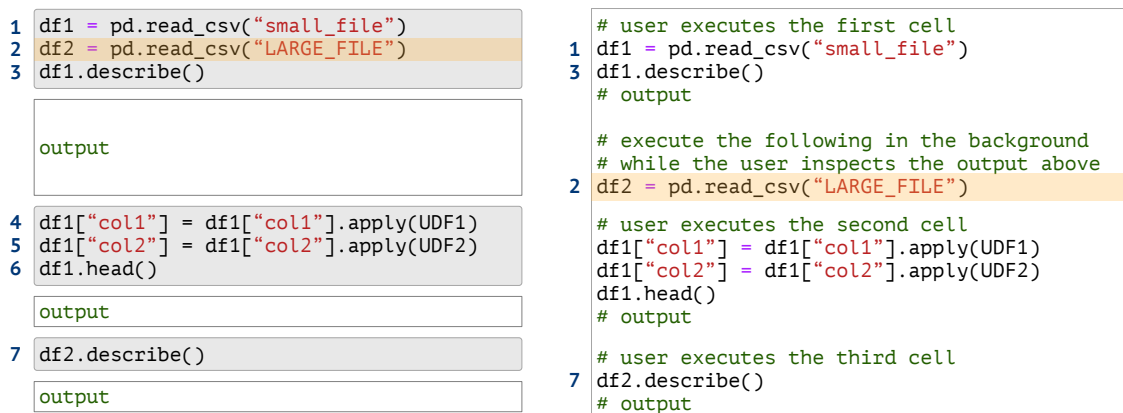 1 df1 = pd.read_csv(“small_file”)
2 df2 = pd.read_csv(“LARGE_FILE”)
3 df1.describe()
output
4 df1[“col1”] = df1[“col1”].apply(UDF1)
5 df1[“col2”] = df1[“col2”].apply(UDF2)
6 df1.head()
output
7 df2.describe()
output
# user executes the first cell
1 df1 = pd.read_csv(“small_file”)
3 df1.describe()
# output
# execute the following in the background
# while the user inspects the output above
2 df2 = pd.read_csv(“LARGE_FILE”)
# user executes the second cell
df1[“col1”] = df1[“col1”].apply(UDF1)
df1[“col2”] = df1[“col2”].apply(UDF2)
df1.head()
# output
# user executes the third cell
7 df2.describe()
# output